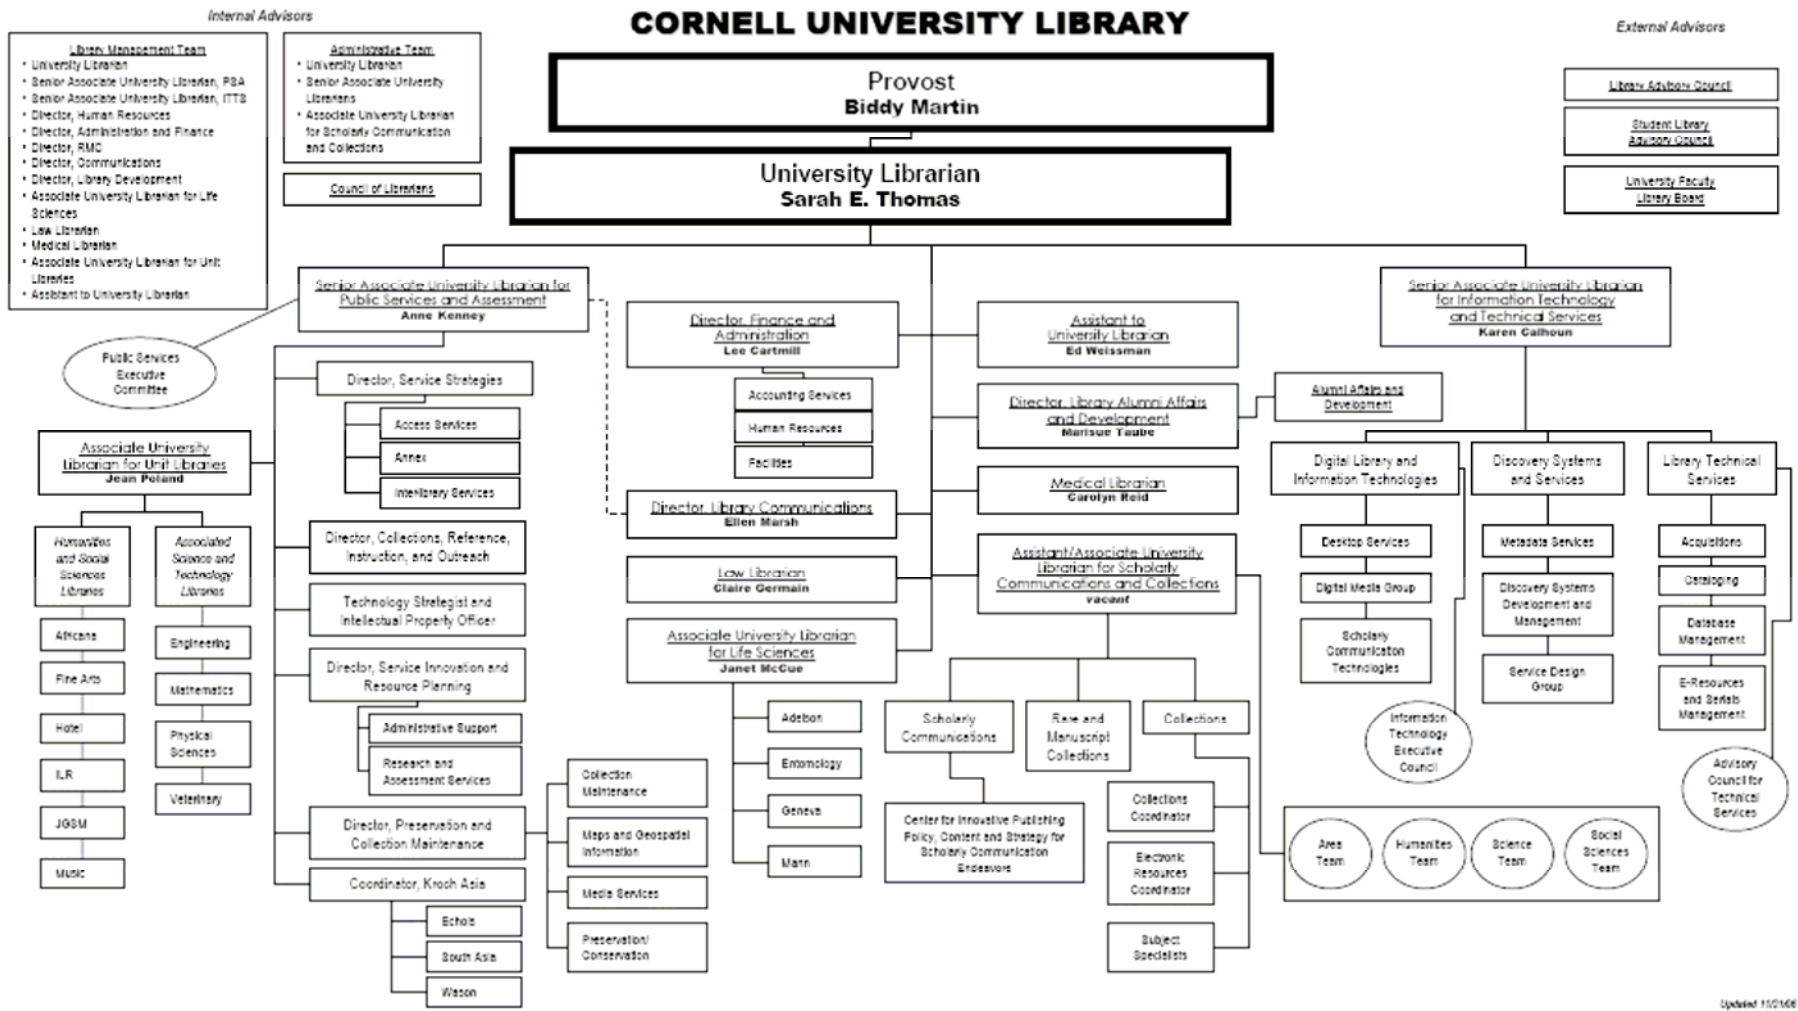 CORNELL UNIVERSITY LIBRARY
Internal Advisors
Library Management Team
• University Librarian
• Senior Associate University Librarian, PSA
• Senior Associate University Librarian, ITTS
• Director, Human Resources
• Director, Administration and Finance
• Director, RMC
• Director, Communications
• Director, Library Development
• Associate University Librarian for Life
Sciences
• Law Librarian
• Medical Librarian
• Associate University Librarian for Unit
Libraries
• Assistant to University Librarian
Administrative Team
• University Librarian
• Senior Associate University
Librarians
• Associate University Librarian
for Scholarly Communication
and Collections
Council of Librarians
Provost
Biddy Martin
University Librarian
Sarah E. Thomas
External Advisors
Library Advisory Council
Student Library
Advisory Council
University Faculty
Library Board
Senior Associate University Librarian for
Public Services and Assessment
Anne Kenney
Public Services
Executive
Committee
Associate University
Librarian for Unit Libraries
Jean Poland
Humanities
and Social
Sciences
Libraries
Africana
Fine Arts
Hotel
ILR
JGSM
Music
Associated
Science and
Technology
Libraries
Engineering
Mathematics
Physical
Sciences
Veterinary
Director, Service Strategies
Access Services
Annex
Interlibrary Services
Director, Collections, Reference,
Instruction, and Outreach
Technology Strategist and
Intellectual Property Officer
Director, Service Innovation and
Resource Planning
Administrative Support
Research and
Assessment Services
Director, Preservation and
Collection Maintenance
Collection
Maintenance
Maps and Geospatial
Information
Media Services
Preservation/
Conservation
Coordinator, Kroch Asia
Echols
South Asia
Wason
Director, Finance and
Administration
Lee Cartmill
Accounting Services
Human Resources
Facilities
Director, Library Communications
Ellen Marsh
Law Librarian
Claire Germain
Associate University Librarian
for Life Sciences
Janet McCue
Adelson
Entomology
Geneva
Mann
Assistant to
University Librarian
Ed Weissman
Director, Library Alumni Affairs
and Development
Marisue Taube
Alumni Affairs and
Development
Medical Librarian
Carolyn Reid
Assistant/Associate University
Librarian for Scholarly
Communications and Collections
vacant
Scholarly
Communications
Center for Innovative Publishing
Policy, Content and Strategy for
Scholarly Communication
Endeavors
Rare and
Manuscript
Collections
Collections
Collections
Coordinator
Electronic
Resources
Coordinator
Subject
Specialists
Area
Team
Humanites
Team
Science
Team
Social
Sciences
Team
Senior Associate University Librarian
for Information Technology
and Technical Services
Karen Calhoun
Digital Library and
Information Technologies
Desktop Services
Digital Media Group
Scholarly
Communication
Technologies
Information
Technology
Executive
Council
Discovery Systems
and Services
Metadata Services
Discovery Systems
Development and
Management
Service Design
Group
Library Technical
Services
Acquisitions
Cataloging
Database
Management
E-Resources
and Serials
Management
Advisory
Council for
Technical
Services
Updated 11/21/06